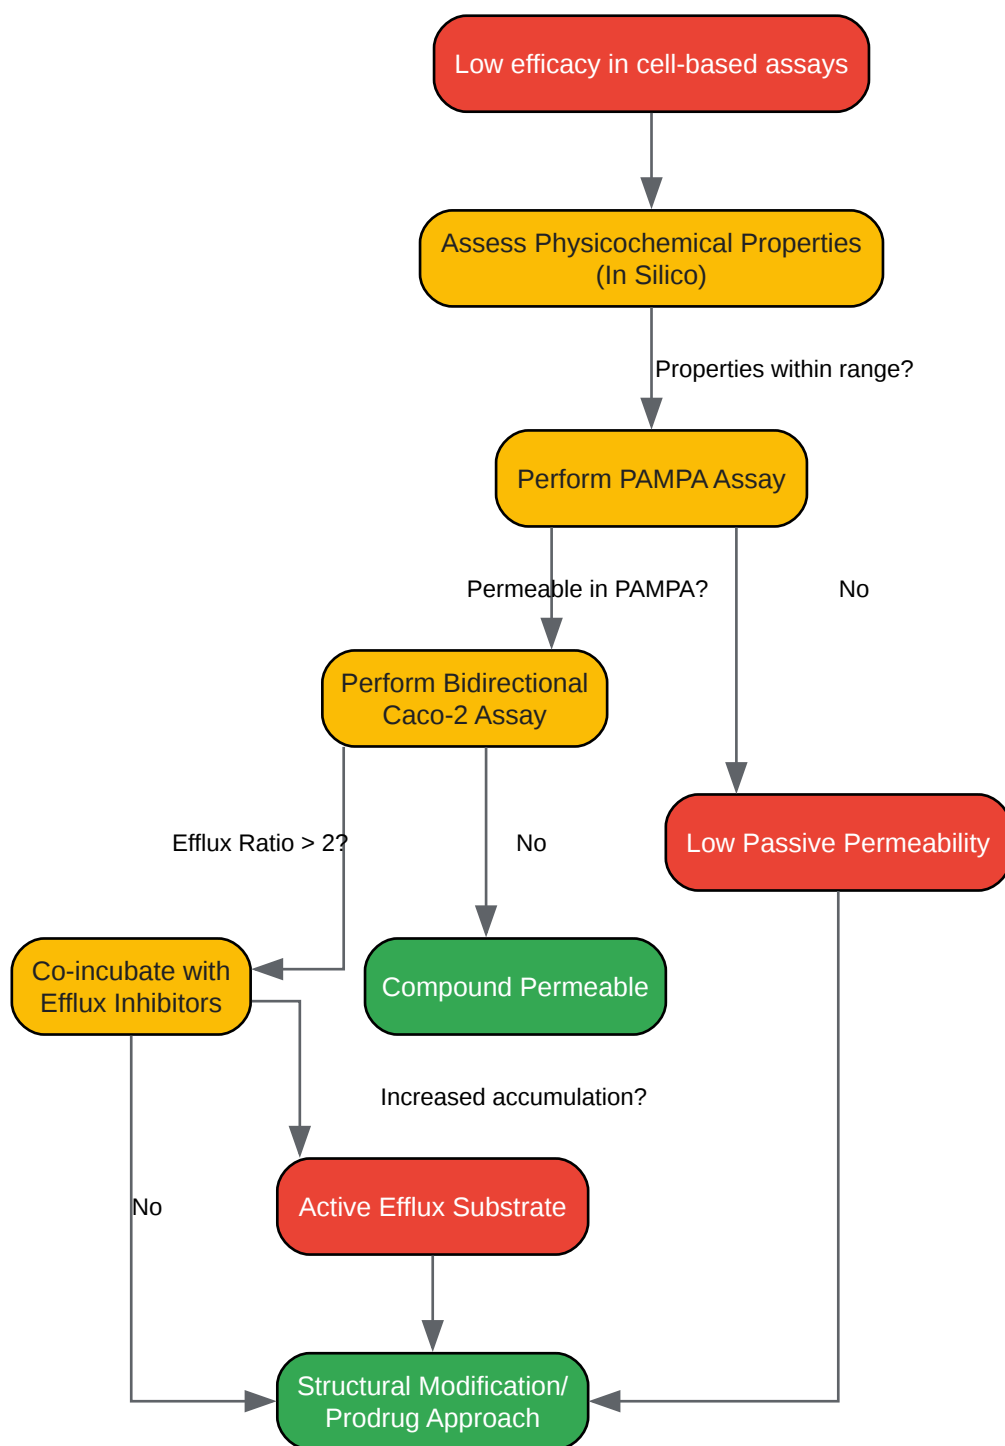 Low efficacy in cell-based assays
Assess Physicochemical Properties
(In Silico)
Properties within range?
Perform PAMPA Assay
Permeable in PAMPA?
No
Perform Bidirectional
Caco-2 Assay
Efflux Ratio > 2?
No
Low Passive Permeability
Co-incubate with
Efflux Inhibitors
Compound Permeable
Increased accumulation?
No
Active Efflux Substrate
Structural Modification/
Prodrug Approach